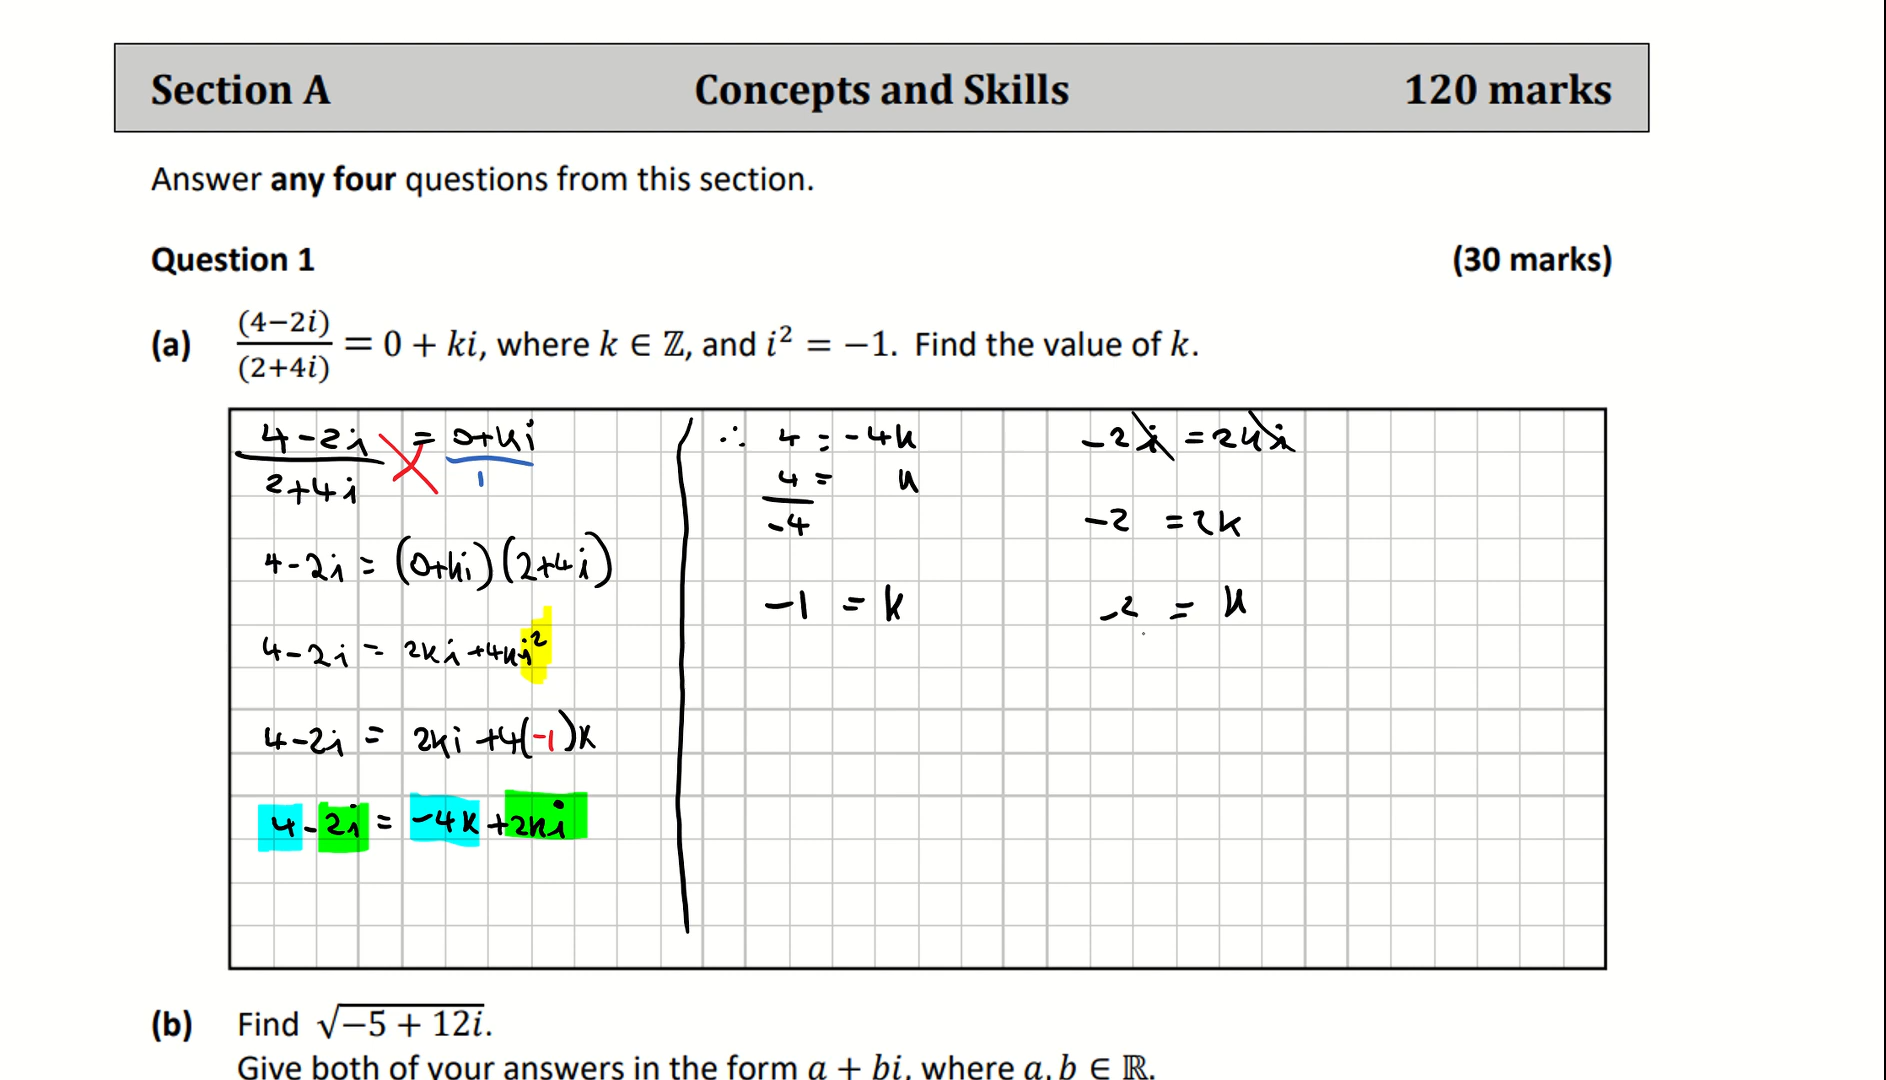 Section A Concepts and Skills 120 marks
Answer any four questions from this section.
Question 1 (30 marks)
(a) (4−2i)/(2+4i) = 0 + ki, where k ∈ ℤ, and i² = −1. Find the value of k.
4-2i/2+4i = 0+ki/1
4-2i = (0+ki)(2+4i)
4-2i = 2ki+4ki²
4-2i = 2ki +4(-1)k
4-2i = -4k+2ki
∴ 4 = -4k
4/-4 = k
-1 = k
-2i = 2ki
-2 = 2k
-2 = k
(b) Find √−5 + 12i.
Give both of your answers in the form a + bi, where a, b ∈ ℝ.